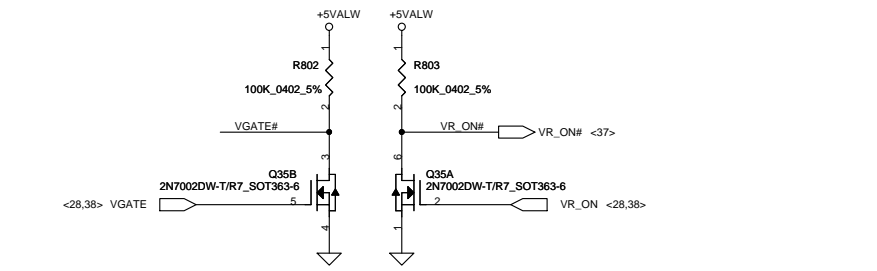 +5VALW +5VALW
1 1
R802 R803
100K_0402_5% 100K_0402_5%
2 2
VGATE# VR_ON# VR_ON# <37>
3 6
Q35B Q35A
2N7002DW-T/R7_SOT363-6 2N7002DW-T/R7_SOT363-6
<28,38> VGATE 5 2 VR_ON <28,38>
4 1